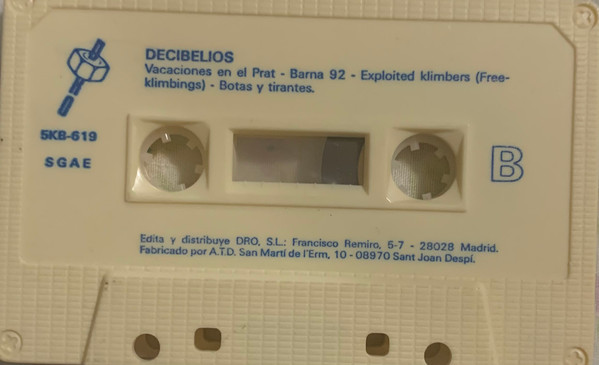 DECIBELIOS
Vacaciones en el Prat - Barna 92 - Exploited klimbers (Free-
klimbings) - Botas y tirantes.
5KB-619
SGAE
B
Edita y distribuye DRO, S.L.: Francisco Remiro, 5-7 - 28028 Madrid.
Fabricado por A.T.D. San Martí de l'Erm, 10 - 08970 Sant Joan Despí.